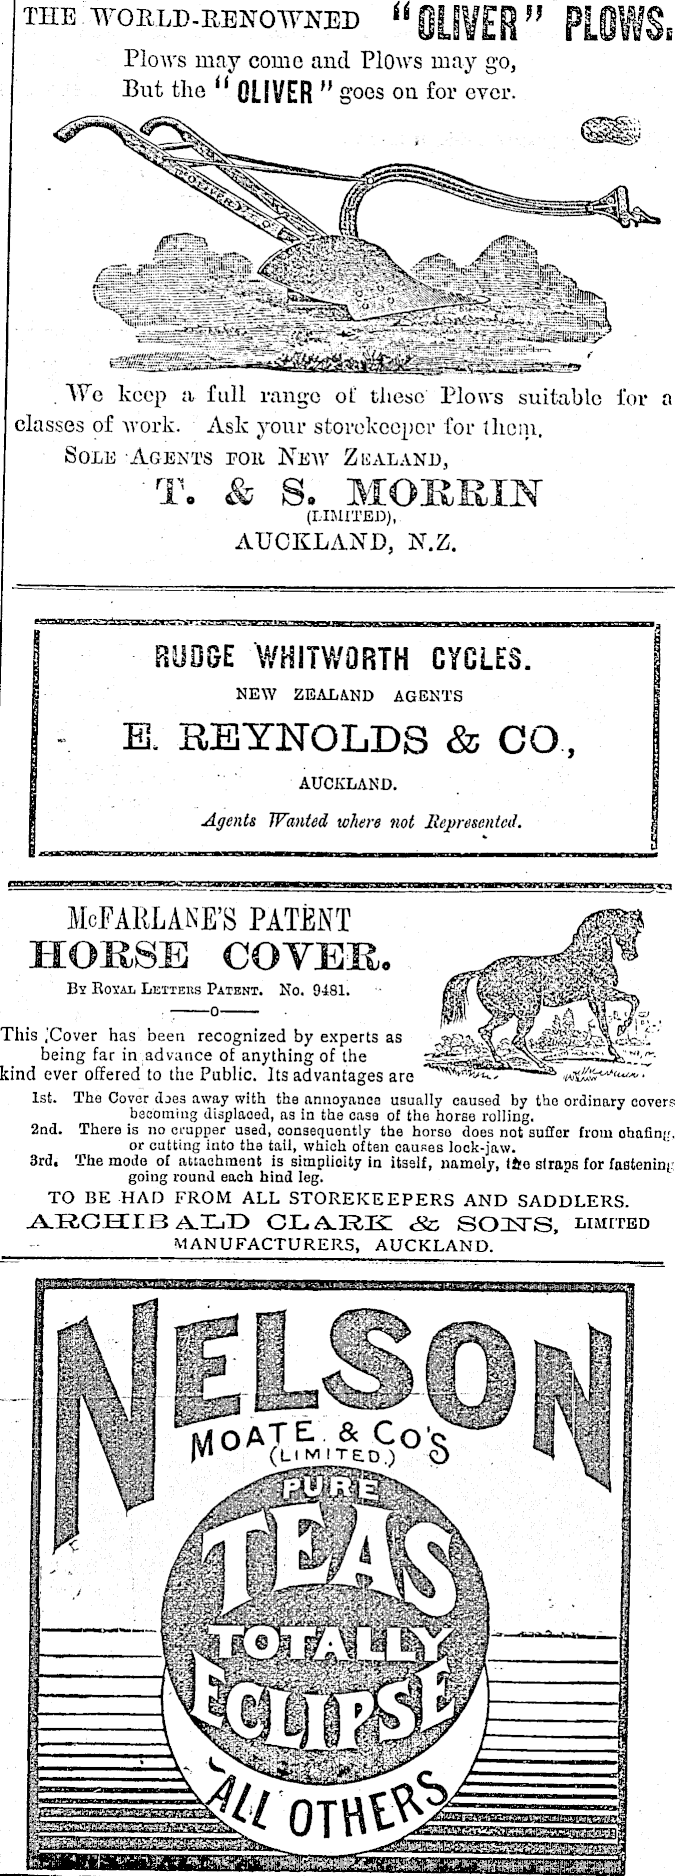 THE WORLD-RENOWNED "OLIVER" PLOWS.
Plows may come and Plows may go,
But the "OLIVER" goes on for ever.
OLIVER
We keep a full range of these Plows suitable for a
classes of work. Ask your storekeeper for them.
SOLE AGENTS FOR NEW ZEALAND,
T. & S. MORRIN
(LIMITED),
AUCKLAND, N.Z.
RUDGE WHITWORTH CYCLES.
NEW ZEALAND AGENTS
E. REYNOLDS & CO.,
AUCKLAND.
Agents Wanted where not Represented.
McFARLANE'S PATENT
HORSE COVER.
BY ROYAL LETTERS PATENT. No. 9481.
—o—
This Cover has been recognized by experts as
being far in advance of anything of the
kind ever offered to the Public. Its advantages are
1st. The Cover does away with the annoyance usually caused by the ordinary covers
becoming displaced, as in the case of the horse rolling.
2nd. There is no crupper used, consequently the horse does not suffer from chafing,
or cutting into the tail, which often causes lock-jaw.
3rd. The mode of attachment is simplicity in itself, namely, the straps for fastening
going round each hind leg.
TO BE HAD FROM ALL STOREKEEPERS AND SADDLERS.
ARCHIBALD CLARK & SONS, LIMITED
MANUFACTURERS, AUCKLAND.
NELSON
MOATE & CO'S
(LIMITED.)
PURE
TEAS
TOTALLY
ECLIPSE
ALL OTHERS